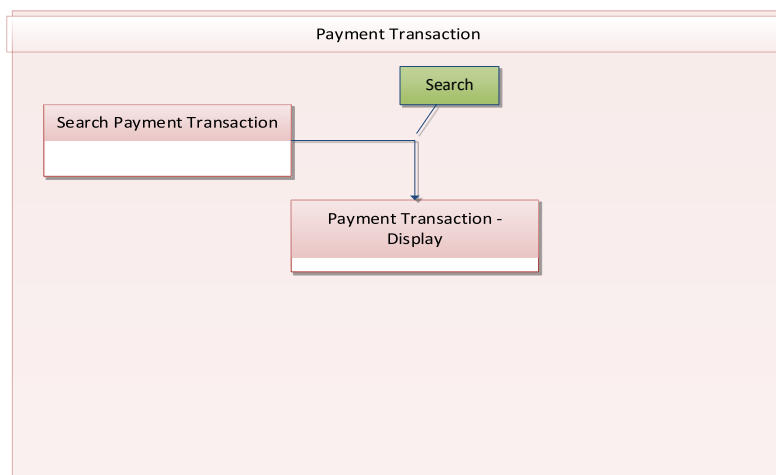 Payment Transaction
Search
Search Payment Transaction
Payment Transaction -
Display